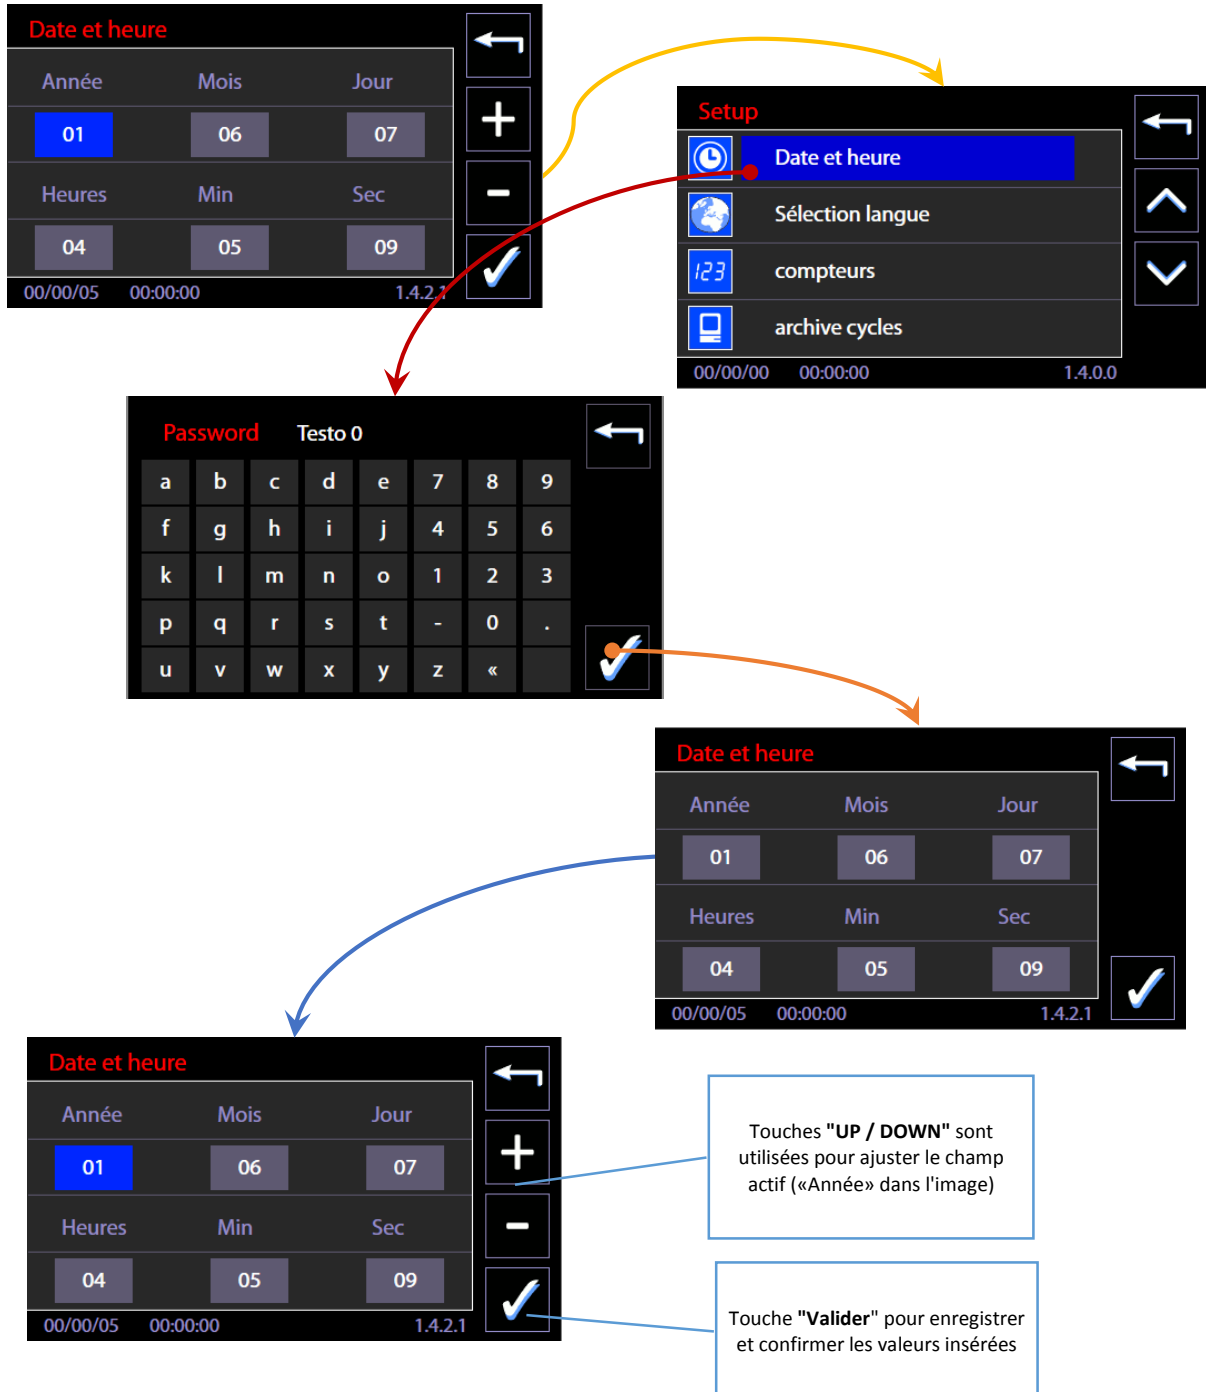 Date et heure
Année Mois Jour
01 06 07
Heures Min Sec
04 05 09
00/00/05 00:00:00 1.4.2.1
Setup
Date et heure
Sélection langue
123 compteurs
archive cycles
00/00/00 00:00:00 1.4.0.0
Password Testo 0
a b c d e 7 8 9
f g h i j 4 5 6
k l m n o 1 2 3
p q r s t - 0 .
u v w x y z «
Date et heure
Année Mois Jour
01 06 07
Heures Min Sec
04 05 09
00/00/05 00:00:00 1.4.2.1
Date et heure
Année Mois Jour
01 06 07
Heures Min Sec
04 05 09
00/00/05 00:00:00 1.4.2.1
Touches "UP / DOWN" sont
utilisées pour ajuster le champ
actif («Année» dans l'image)
Touche "Valider" pour enregistrer
et confirmer les valeurs insérées